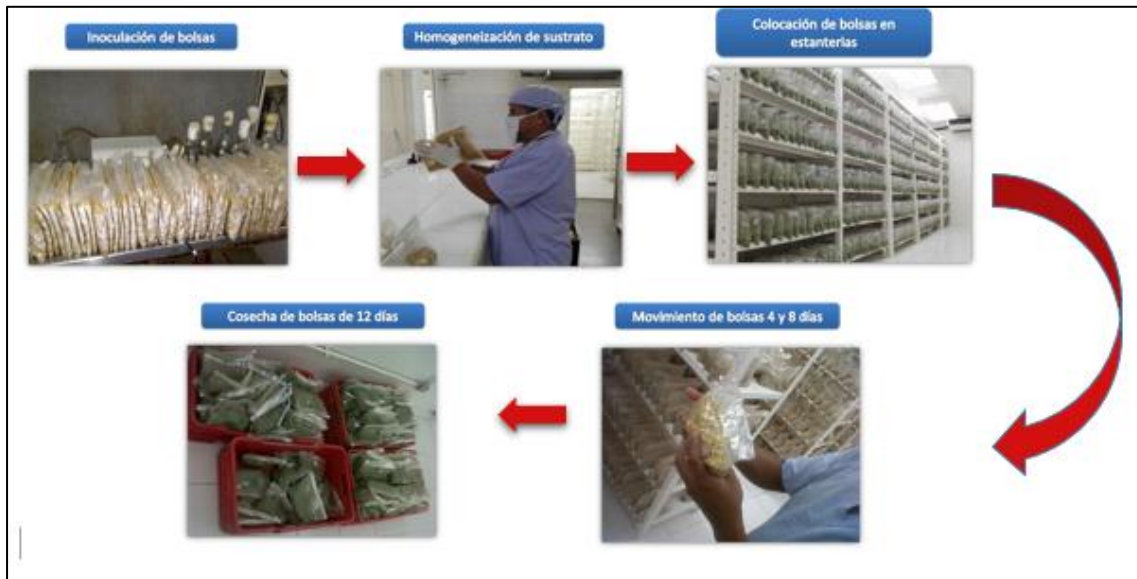 Inoculación de bolsas
Homogeneización de sustrato
Colocación de bolsas en
estanterias
Movimiento de bolsas 4 y 8 días
Cosecha de bolsas de 12 días